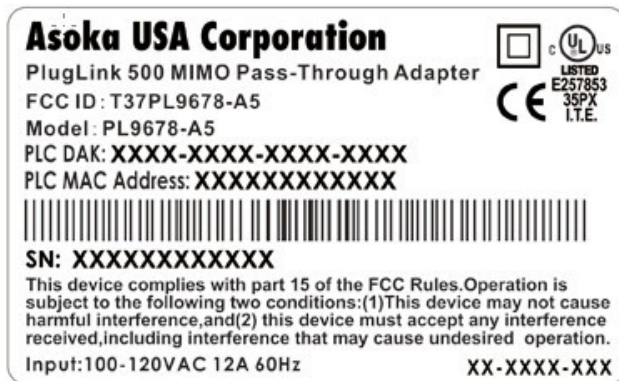 Asoka USA Corporation
PlugLink 500 MIMO Pass-Through Adapter
FCC ID: T37PL9678-A5
Model: PL9678-A5
PLC DAK: XXXX-XXXX-XXXX-XXXX
PLC MAC Address: XXXXXXXXXXXX
SN: XXXXXXXXXXXX
C UL US
LISTED
E257853
35PX
I.T.E.
CE
This device complies with part 15 of the FCC Rules.Operation is
subject to the following two conditions:(1)This device may not cause
harmful interference,and(2) this device must accept any interference
received,including interference that may cause undesired operation.
Input:100-120VAC 12A 60Hz
XX-XXXX-XXX